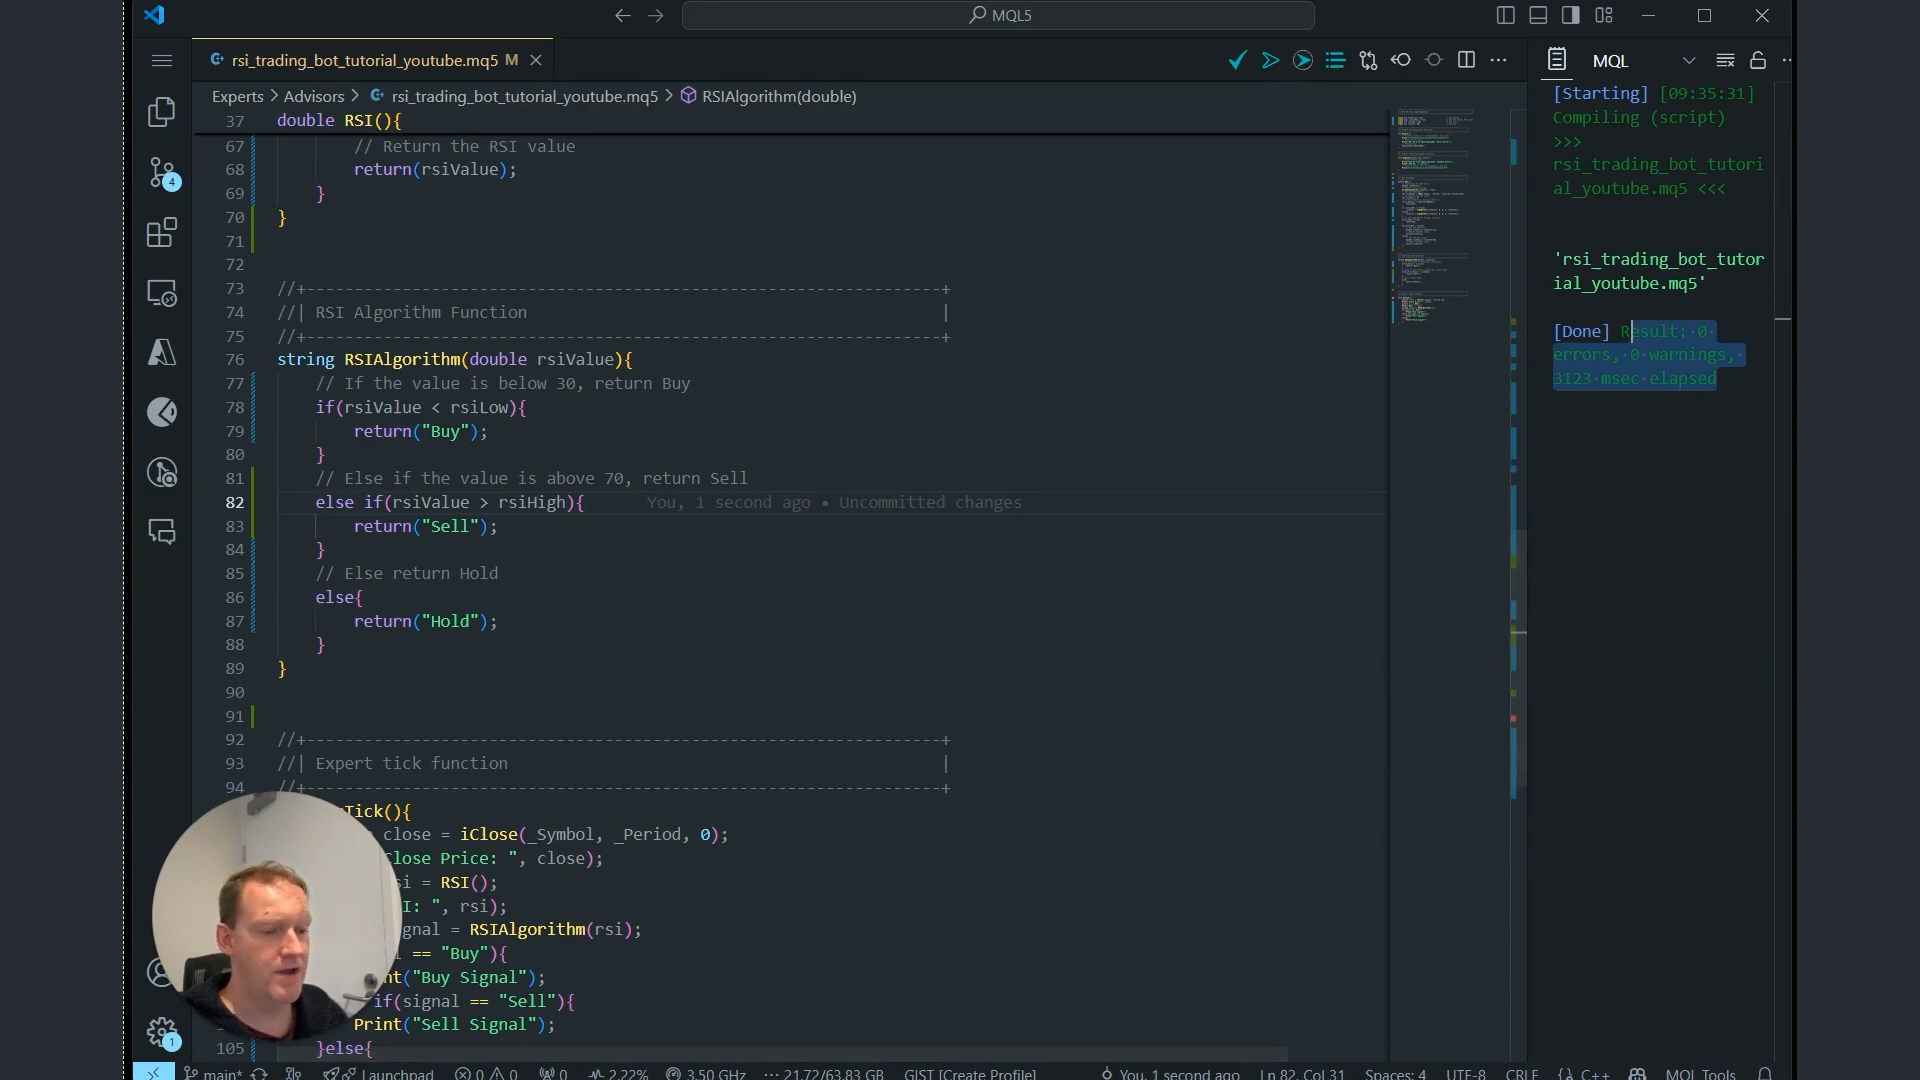 MQL5
rsi_trading_bot_tutorial_youtube.mq5 M
Experts > Advisors > rsi_trading_bot_tutorial_youtube.mq5 > RSIAlgorithm(double)
37 double RSI(){
67 // Return the RSI value
68 return(rsiValue);
69 }
70 }
71
72
73 //+------------------------------------------------------------------+
74 //| RSI Algorithm Function |
75 //+------------------------------------------------------------------+
76 string RSIAlgorithm(double rsiValue){
77 // If the value is below 30, return Buy
78 if(rsiValue < rsiLow){
79 return("Buy");
80 }
81 // Else if the value is above 70, return Sell
82 else if(rsiValue > rsiHigh){ You, 1 second ago • Uncommitted changes
83 return("Sell");
84 }
85 // Else return Hold
86 else{
87 return("Hold");
88 }
89 }
90
91
92 //+------------------------------------------------------------------+
93 //| Expert tick function |
94 //+------------------------------------------------------------------+
Tick(){
close = iClose(_Symbol, _Period, 0);
Close Price: ", close);
si = RSI();
I: ", rsi);
gnal = RSIAlgorithm(rsi);
== "Buy"){
nt("Buy Signal");
if(signal == "Sell"){
Print("Sell Signal");
105 }else{
MQL
[Starting] [09:35:31]
Compiling (script)
>>>
rsi_trading_bot_tutori
al_youtube.mq5 <<<
'rsi_trading_bot_tutor
ial_youtube.mq5'
[Done] Result: 0
errors, 0 warnings,
3123 msec elapsed
4
1
main* Launchpad 0 0 0 2.22% 3.50 GHz 21.72/63.83 GB GIST [Create Profile] You, 1 second ago Ln 82, Col 31 Spaces: 4 UTF-8 CRLF {} C++ MQL Tools